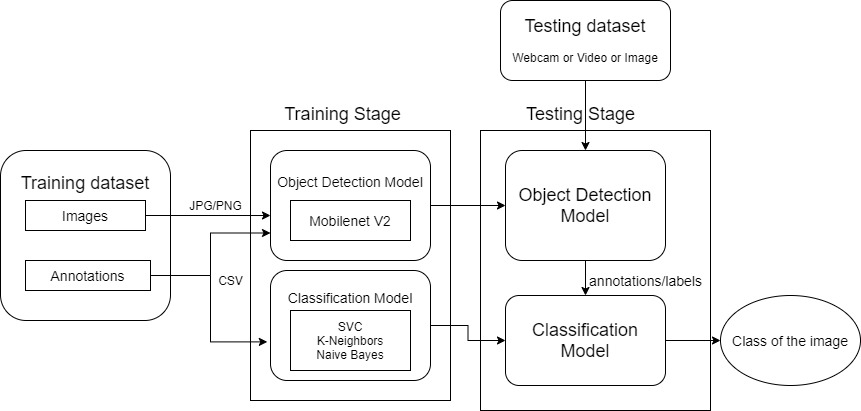 Testing dataset
Webcam or Video or Image
Training Stage
Testing Stage
Training dataset
Images
Annotations
JPG/PNG
CSV
Object Detection Model
Mobilenet V2
Classification Model
SVC
K-Neighbors
Naive Bayes
Object Detection
Model
annotations/labels
Classification
Model
Class of the image